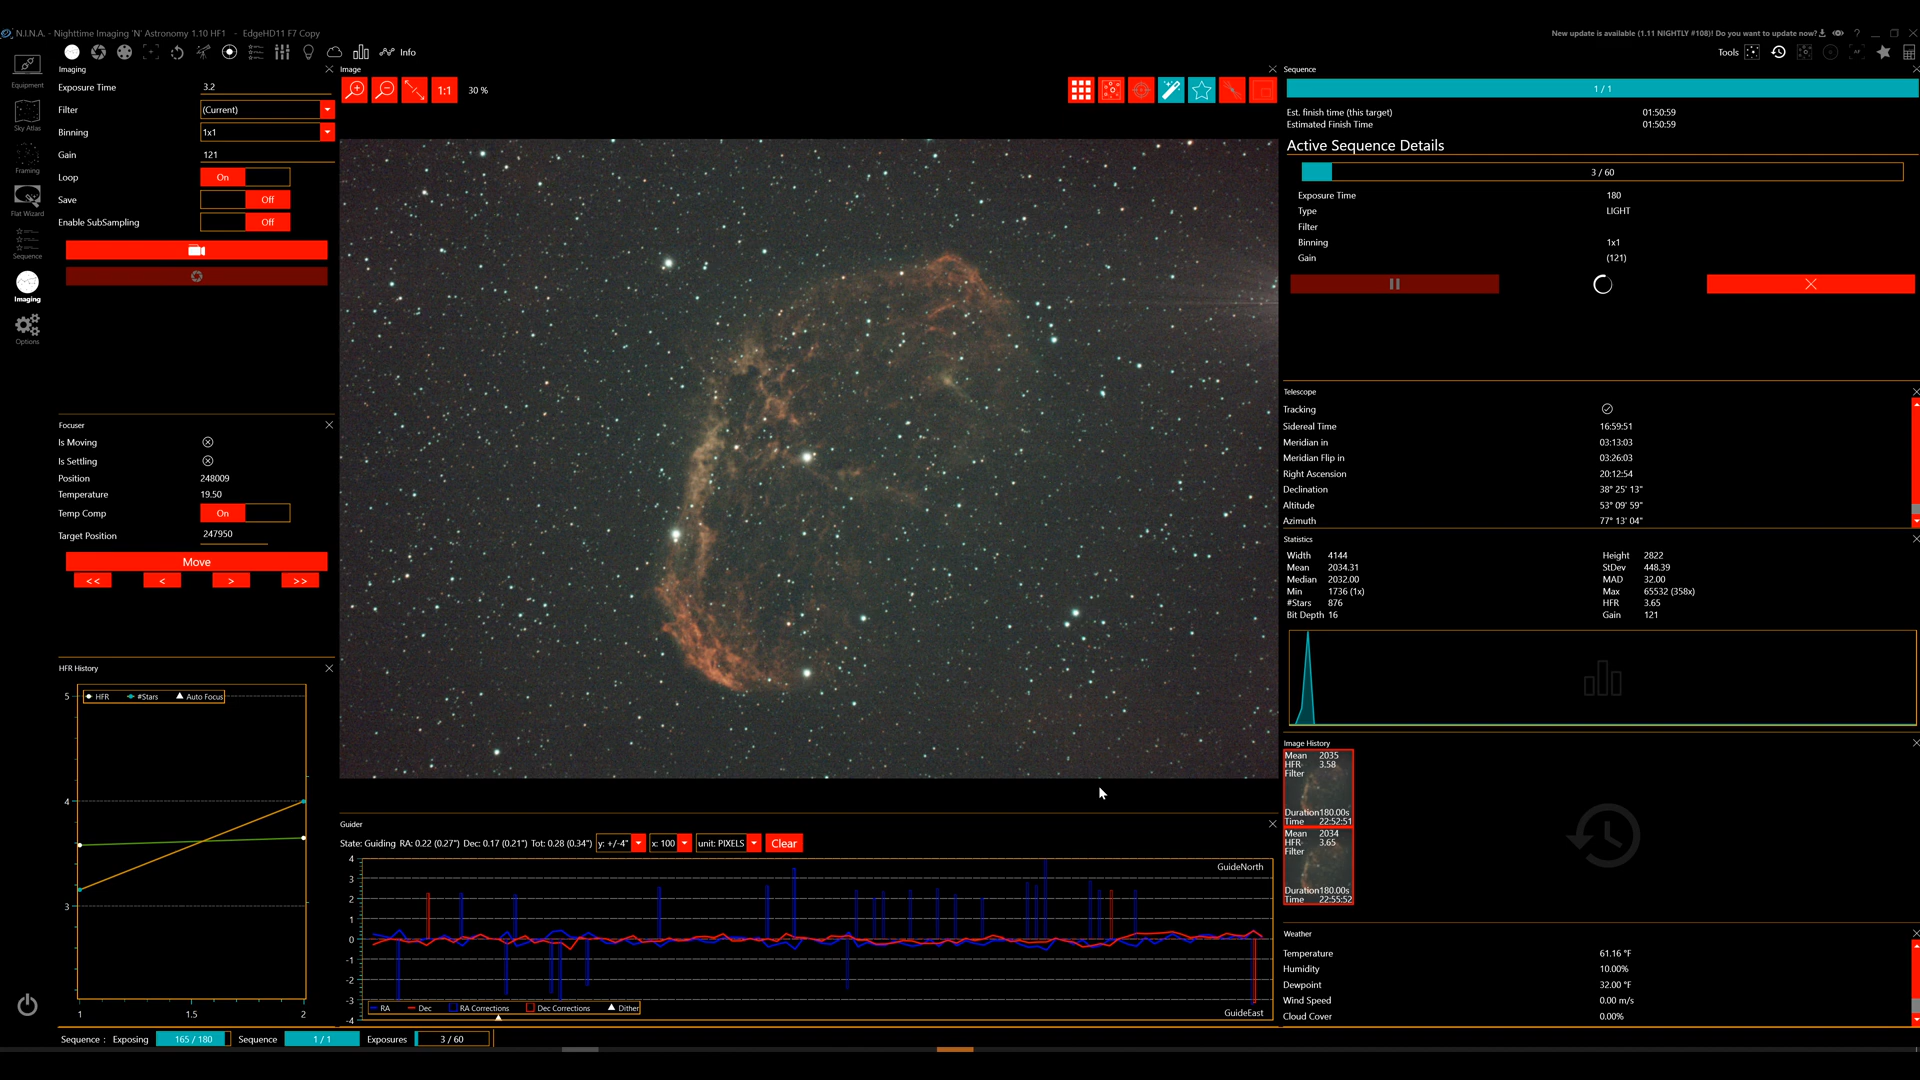 N.I.N.A. - Nighttime Imaging 'N' Astronomy 1.10 HF1 - EdgeHD11 F7 Copy
New update is available (1.11 NIGHTLY #108)! Do you want to update now?
Info
Tools
Equipment
Sky Atlas
Framing
Flat Wizard
Sequence
Imaging
Options
Imaging
Exposure Time 3.2
Filter (Current)
Binning 1x1
Gain 121
Loop On
Save Off
Enable SubSampling Off
Focuser
Is Moving
Is Settling
Position 248009
Temperature 19.50
Temp Comp On
Target Position 247950
Move
<< < > >>
HFR History
HFR #Stars Auto Focus
5
4
3
1 1.5 2
Image
1:1 30 %
Guider
State: Guiding RA: 0.22 (0.27") Dec: 0.17 (0.21") Tot: 0.28 (0.34") y: +/-4" x: 100 unit: PIXELS Clear
4
3
2
1
0
-1
-2
-3
-4
GuideNorth
GuideEast
RA Dec RA Corrections Dec Corrections Dither
Sequence
1 / 1
Est. finish time (this target) 01:50:59
Estimated Finish Time 01:50:59
Active Sequence Details
3 / 60
Exposure Time 180
Type LIGHT
Filter
Binning 1x1
Gain (121)
Telescope
Tracking
Sidereal Time 16:59:51
Meridian in 03:13:03
Meridian Flip in 03:26:03
Right Ascension 20:12:54
Declination 38° 25' 13"
Altitude 53° 09' 59"
Azimuth 77° 13' 04"
Statistics
Width 4144 Height 2822
Mean 2034.31 StDev 448.39
Median 2032.00 MAD 32.00
Min 1736 (1x) Max 65532 (358x)
#Stars 876 HFR 3.65
Bit Depth 16 Gain 121
Image History
Mean 2035
HFR 3.58
Filter
Duration 180.00s
Time 22:52:51
Mean 2034
HFR 3.65
Filter
Duration 180.00s
Time 22:55:52
Weather
Temperature 61.16 °F
Humidity 10.00%
Dewpoint 32.00 °F
Wind Speed 0.00 m/s
Cloud Cover 0.00%
Sequence : Exposing 165 / 180 Sequence 1 / 1 Exposures 3 / 60